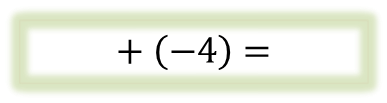 + (−4) =